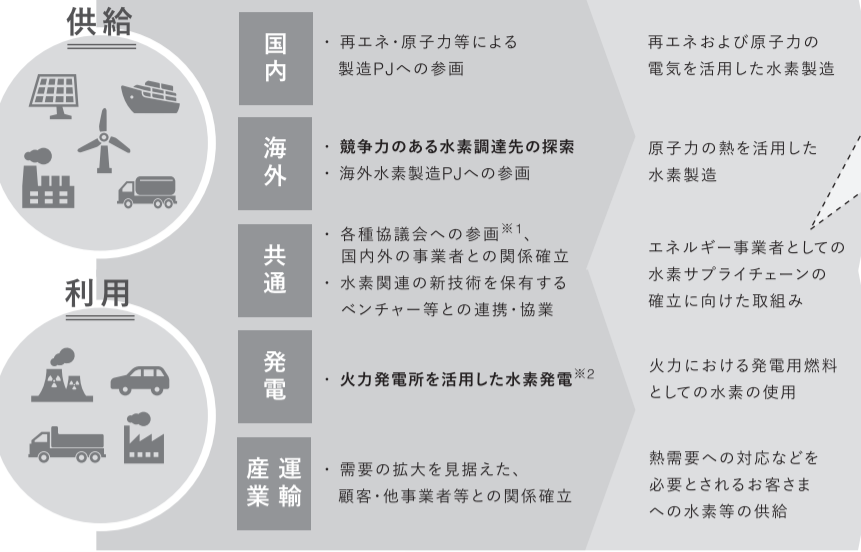 供給
国内
・再エネ・原子力等による
製造PJへの参画
再エネおよび原子力の
電気を活用した水素製造
海外
・競争力のある水素調達先の探索
・海外水素製造PJへの参画
原子力の熱を活用した
水素製造
共通
・各種協議会への参画※1、
国内外の事業者との関係確立
・水素関連の新技術を保有する
ベンチャー等との連携・協業
エネルギー事業者としての
水素サプライチェーンの
確立に向けた取組み
利用
発電
・火力発電所を活用した水素発電※2
火力における発電用燃料
としての水素の使用
運輸
産業
・需要の拡大を見据えた、
顧客・他事業者等との関係確立
熱需要への対応などを
必要とされるお客さま
への水素等の供給